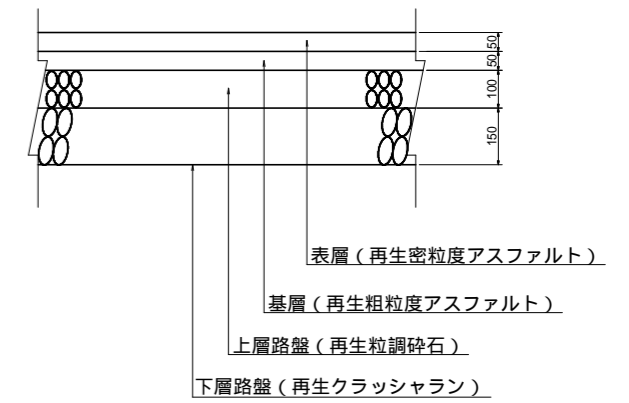 50
50
100
150
表層（再生密粒度アスファルト）
基層（再生粗粒度アスファルト）
上層路盤（再生粒調砕石）
下層路盤（再生クラッシャラン）